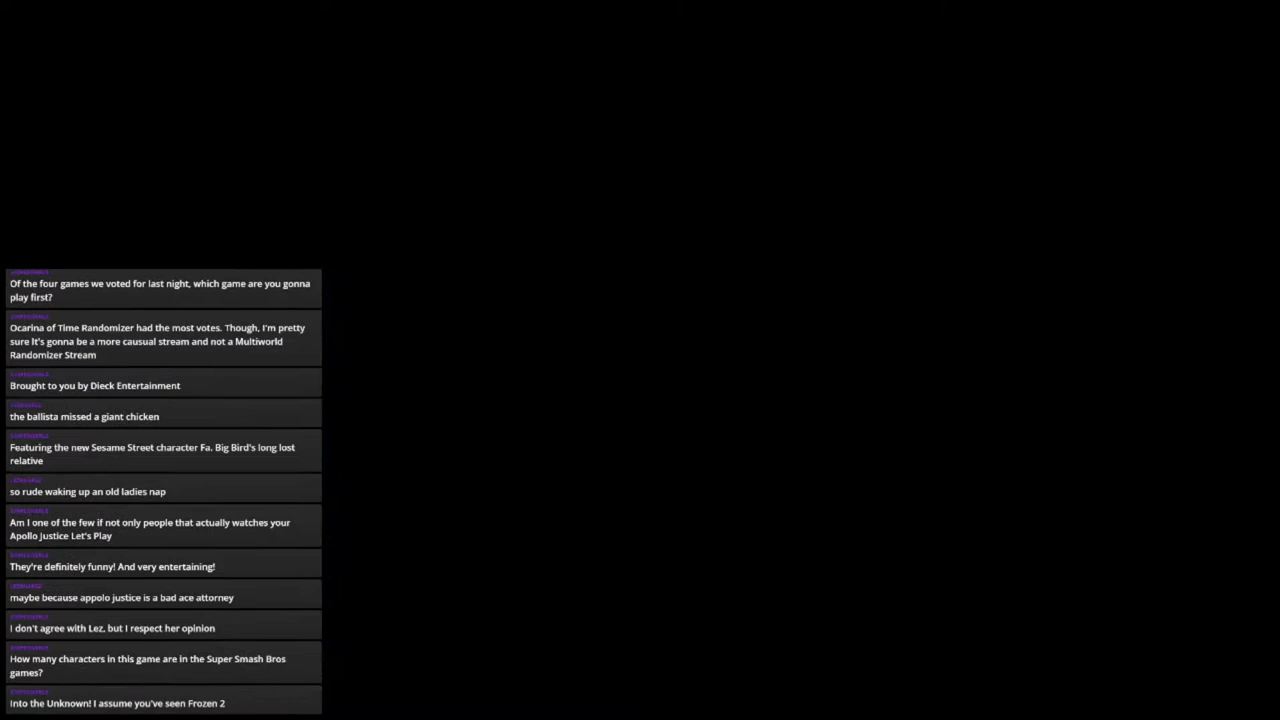 Of the four games we voted for last night, which game are you gonna
play first?
Ocarina of Time Randomizer had the most votes. Though, I'm pretty
sure It's gonna be a more causual stream and not a Multiworld
Randomizer Stream
Brought to you by Dieck Entertainment
the ballista missed a giant chicken
Featuring the new Sesame Street character Fa. Big Bird's long lost
relative
so rude waking up an old ladies nap
Am I one of the few if not only people that actually watches your
Apollo Justice Let's Play
They're definitely funny! And very entertaining!
maybe because appolo justice is a bad ace attorney
I don't agree with Lez, but I respect her opinion
How many characters in this game are in the Super Smash Bros
games?
Into the Unknown! I assume you've seen Frozen 2